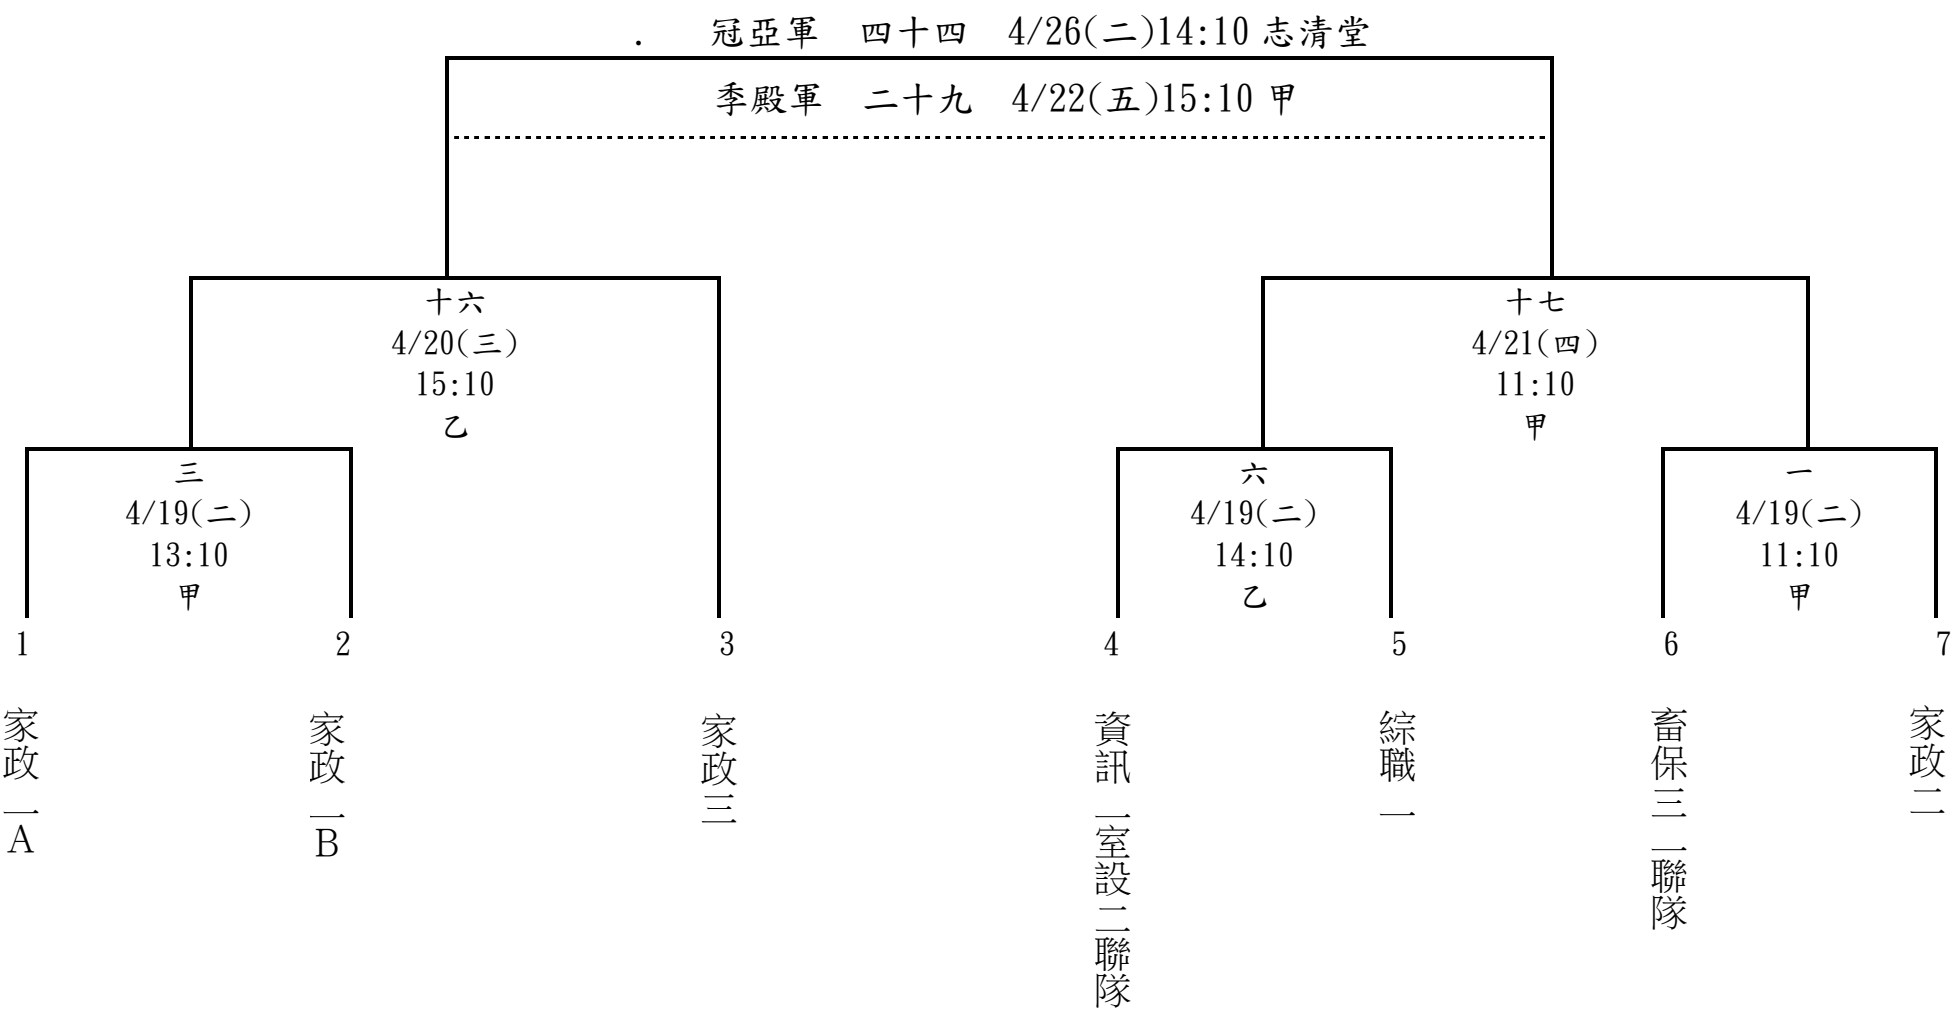 . 冠亞軍 四十四 4/26(二)14:10 志清堂
季殿軍 二十九 4/22(五)15:10 甲
十六
4/20(三)
15:10
乙
十七
4/21(四)
11:10
甲
三
4/19(二)
13:10
甲
六
4/19(二)
14:10
乙
一
4/19(二)
11:10
甲
1
2
3
4
5
6
7
家政一A
家政一B
家政三
資訊一室設二聯隊
綜職一
畜保三一聯隊
家政二